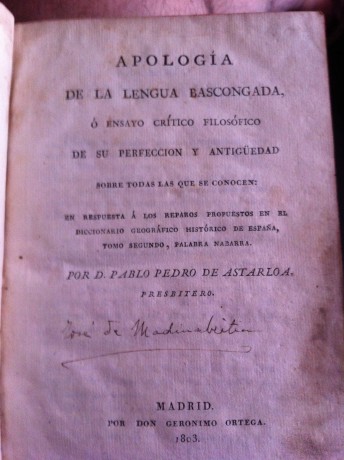 APOLOGÍA
DE LA LENGUA BASCONGADA,
Ó ENSAYO CRÍTICO FILOSÓFICO
DE SU PERFECCION Y ANTIGÜEDAD
SOBRE TODAS LAS QUE SE CONOCEN:
EN RESPUESTA Á LOS REPAROS PROPUESTOS EN EL
DICCIONARIO GEOGRÁFICO HISTÓRICO DE ESPAÑA,
TOMO SEGUNDO, PALABRA NABARRA.
POR D. PABLO PEDRO DE ASTARLOA,
PRESBITERO.
José de Madinabeitia
MADRID.
POR DON GERONIMO ORTEGA.
1803.